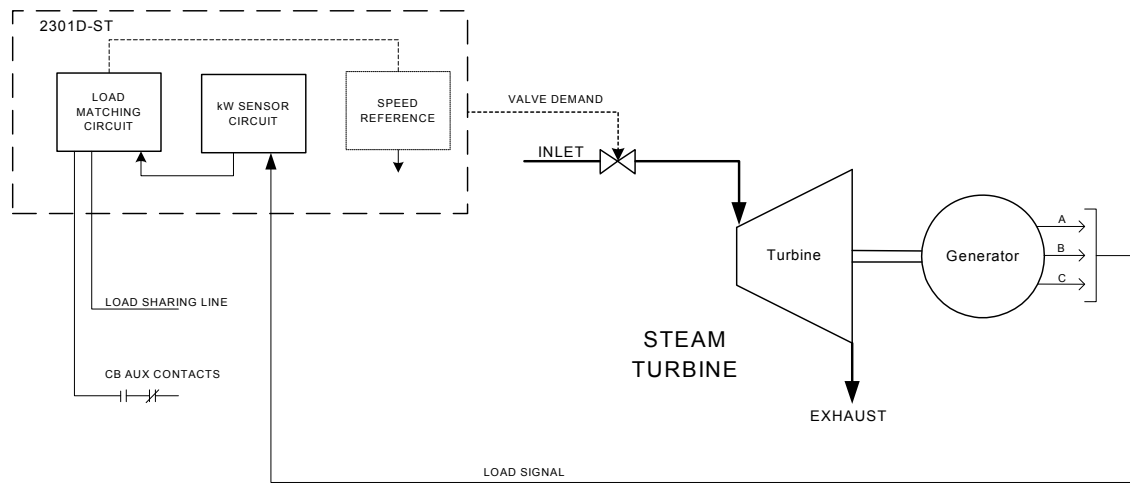 2301D-ST
LOAD
MATCHING
CIRCUIT
kW SENSOR
CIRCUIT
SPEED
REFERENCE
VALVE DEMAND
INLET
Turbine
Generator
A
B
C
LOAD SHARING LINE
STEAM
TURBINE
CB AUX CONTACTS
EXHAUST
LOAD SIGNAL